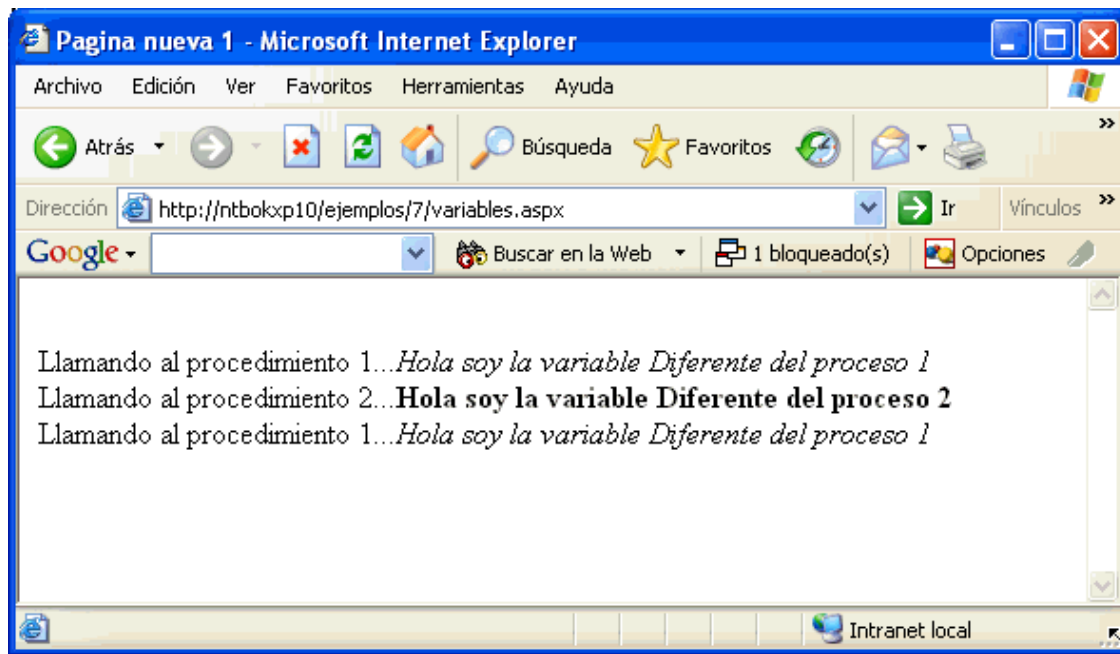 Pagina nueva 1 - Microsoft Internet Explorer
Archivo Edición Ver Favoritos Herramientas Ayuda
Atrás Búsqueda Favoritos »
Dirección http://ntbokxp10/ejemplos/7/variables.aspx Ir Vínculos »
Google Buscar en la Web 1 bloqueado(s) Opciones
Llamando al procedimiento 1...Hola soy la variable Diferente del proceso 1
Llamando al procedimiento 2...Hola soy la variable Diferente del proceso 2
Llamando al procedimiento 1...Hola soy la variable Diferente del proceso 1
Intranet local